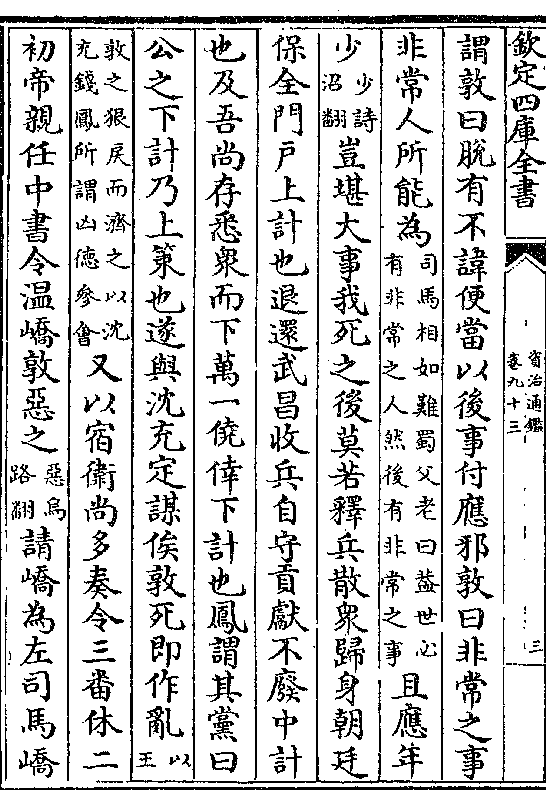 欽定四庫全書
資治通鑑
卷九十三
三
謂敦曰脱有不諱便當以後事付應邪敦曰非常之事
非常人所能為司馬相如難蜀父老曰蓋世必有非常之人然後有非常之事且應年
少少詩沼翻豈堪大事我死之後莫若釋兵散衆歸身朝廷
保全門户上計也退還武昌收兵自守貢獻不廢中計
也及吾尚存悉衆而下萬一僥倖下計也鳳謂其黨曰
公之下計乃上策也遂與沈充定謀俟敦死即作亂以王
敦之狠戾而濟之以沈充錢鳳所謂凶德參會又以宿衛尚多奏令三番休二
初帝親任中書令温嶠敦惡之惡烏路翻請嶠為左司馬嶠